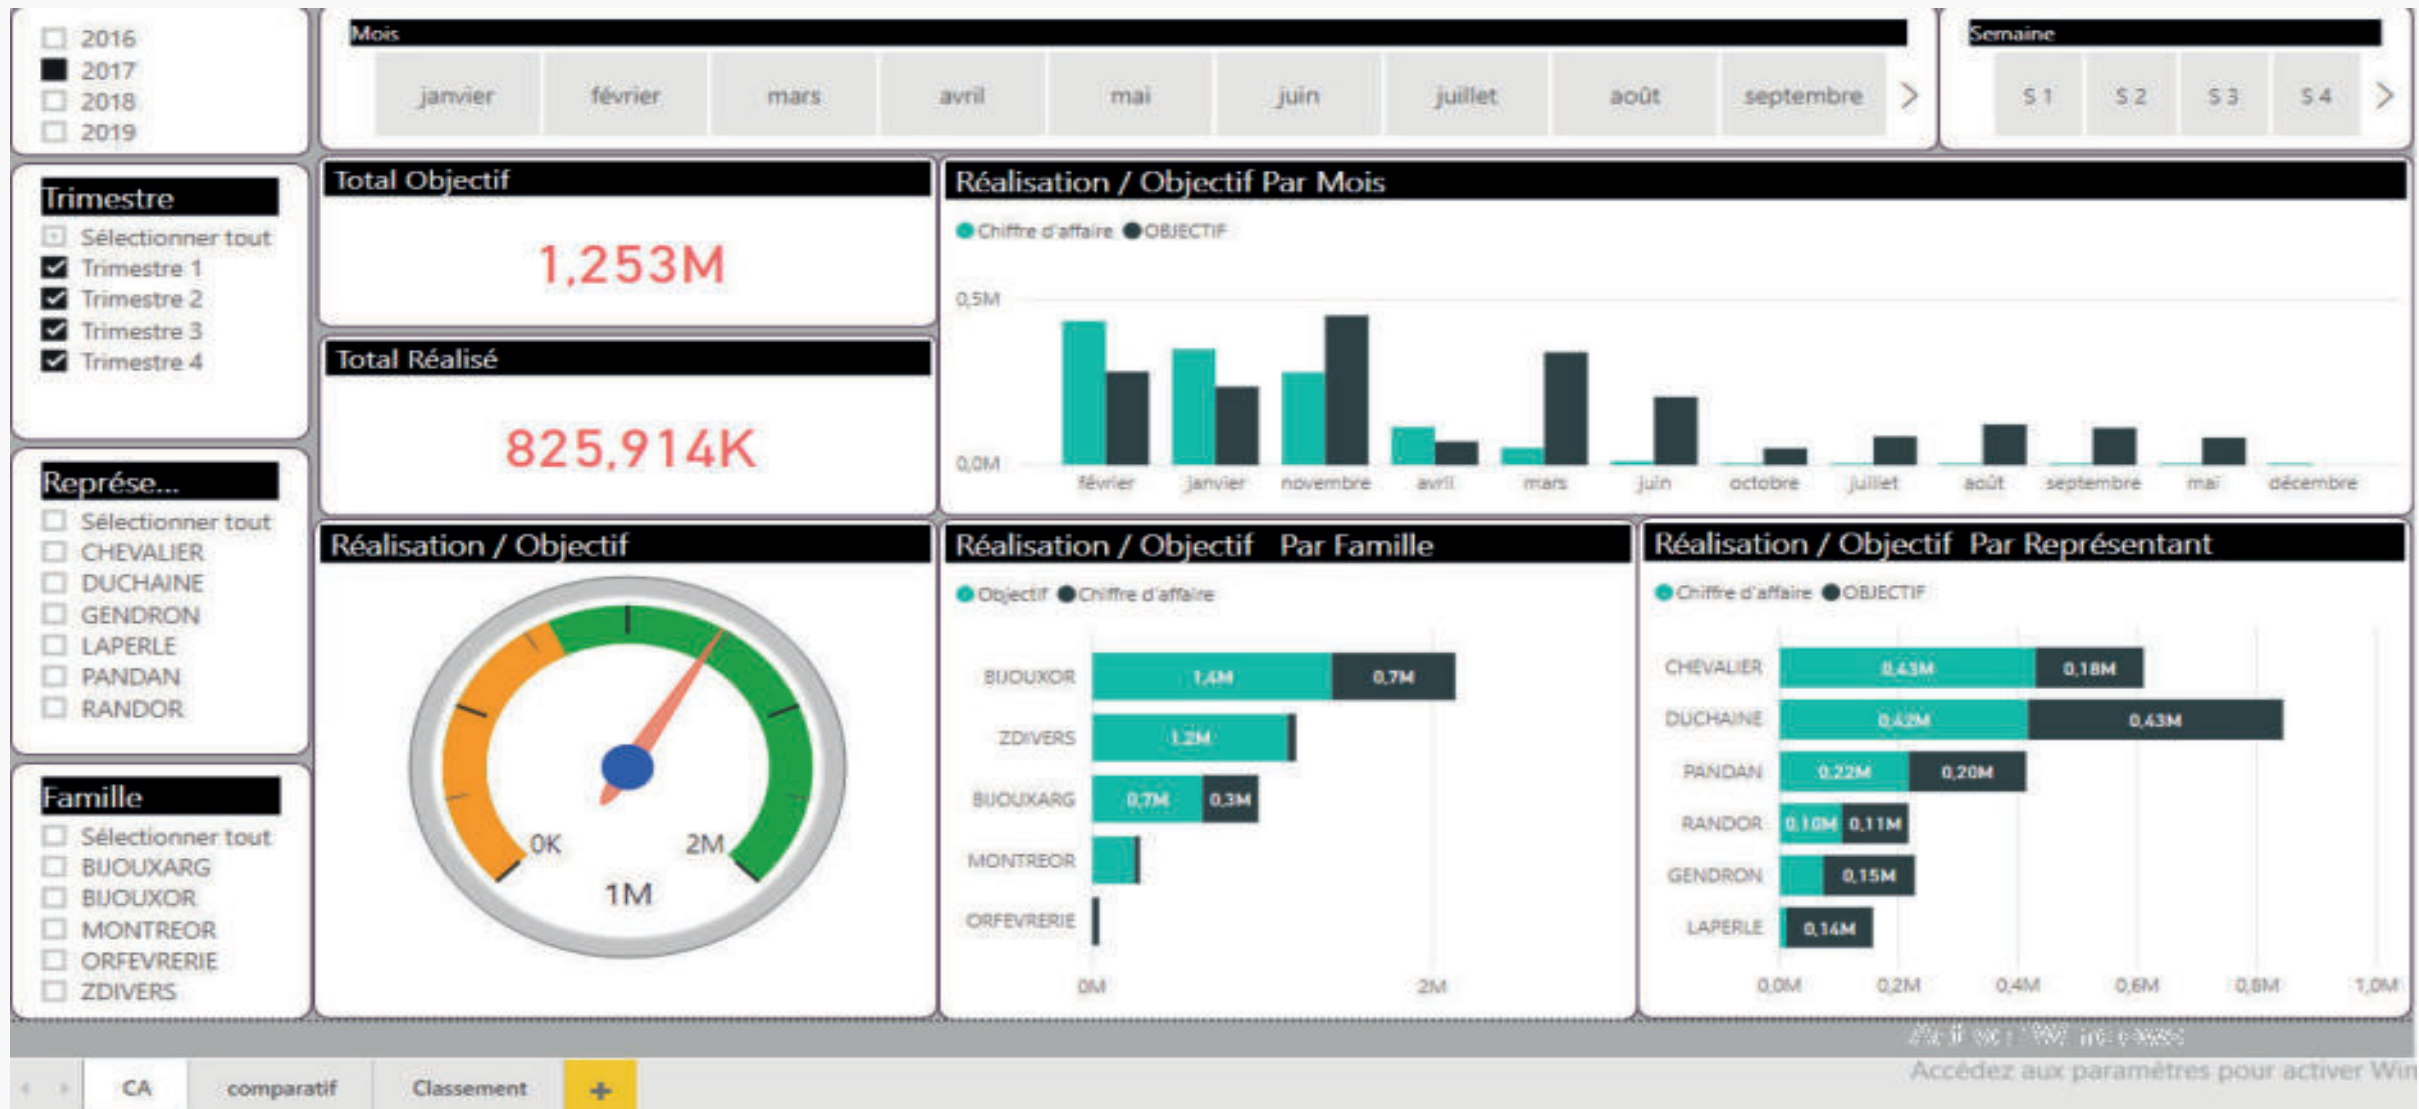 2016
2017
2018
2019
Mois
janvier février mars avril mai juin juillet août septembre >
Semaine
S 1 S 2 S 3 S 4 >
Trimestre
Sélectionner tout
Trimestre 1
Trimestre 2
Trimestre 3
Trimestre 4
Total Objectif
1,253M
Total Réalisé
825,914K
Réalisation / Objectif Par Mois
Chiffre d'affaire OBJECTIF
0,5M
0,0M
février janvier novembre avril mars juin octobre juillet août septembre mai décembre
Représe...
Sélectionner tout
CHEVALIER
DUCHAINE
GENDRON
LAPERLE
PANDAN
RANDOR
Famille
Sélectionner tout
BIJOUXARG
BIJOUXOR
MONTREOR
ORFEVRERIE
ZDIVERS
Réalisation / Objectif
0K 2M
1M
Réalisation / Objectif Par Famille
Objectif Chiffre d'affaire
BIJOUXOR 1,4M 0,7M
ZDIVERS 1,2M
BIJOUXARG 0,7M 0,3M
MONTREOR
ORFEVRERIE
0M 2M
Réalisation / Objectif Par Représentant
Chiffre d'affaire OBJECTIF
CHEVALIER 0,43M 0,18M
DUCHAINE 0,42M 0,43M
PANDAN 0,22M 0,20M
RANDOR 0,10M 0,11M
GENDRON 0,15M
LAPERLE 0,14M
0,0M 0,2M 0,4M 0,6M 0,8M 1,0M
Accédez aux paramètres pour activer Win
CA comparatif Classement +